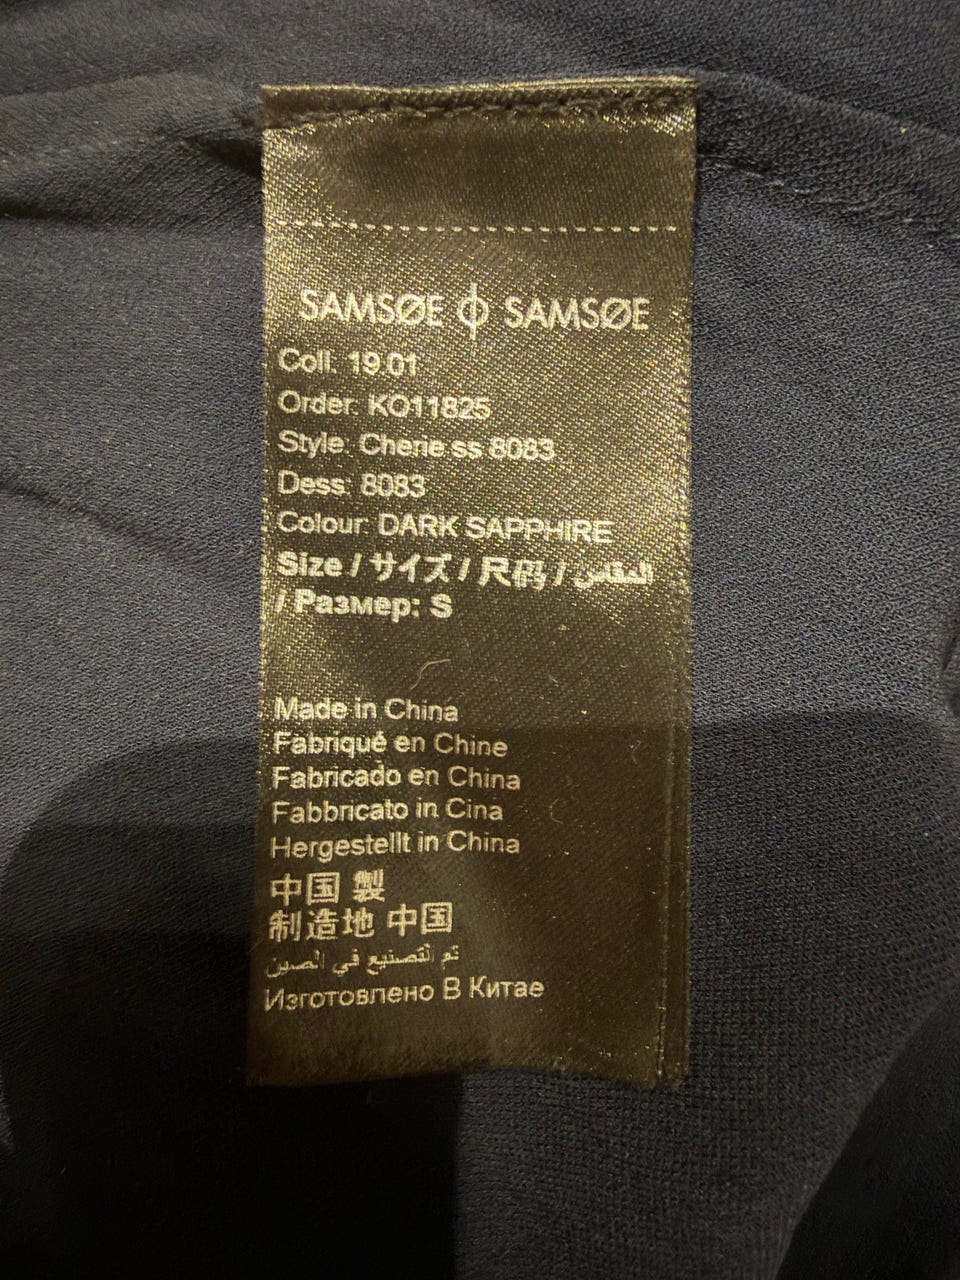 SAMSØE ϕ SAMSØE
Coll: 19.01
Order: KO11825
Style: Cherie ss 8083
Dess: 8083
Colour: DARK SAPPHIRE
Size / サイズ / 尺码 / المقاس
/ Размер: S
Made in China
Fabriqué en Chine
Fabricado en China
Fabbricato in Cina
Hergestellt in China
中国 製
制造地 中国
تم التصنيع في الصين
Изготовлено В Китае